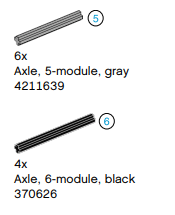 5
6x
Axle, 5-module, gray
4211639
6
4x
Axle, 6-module, black
370626